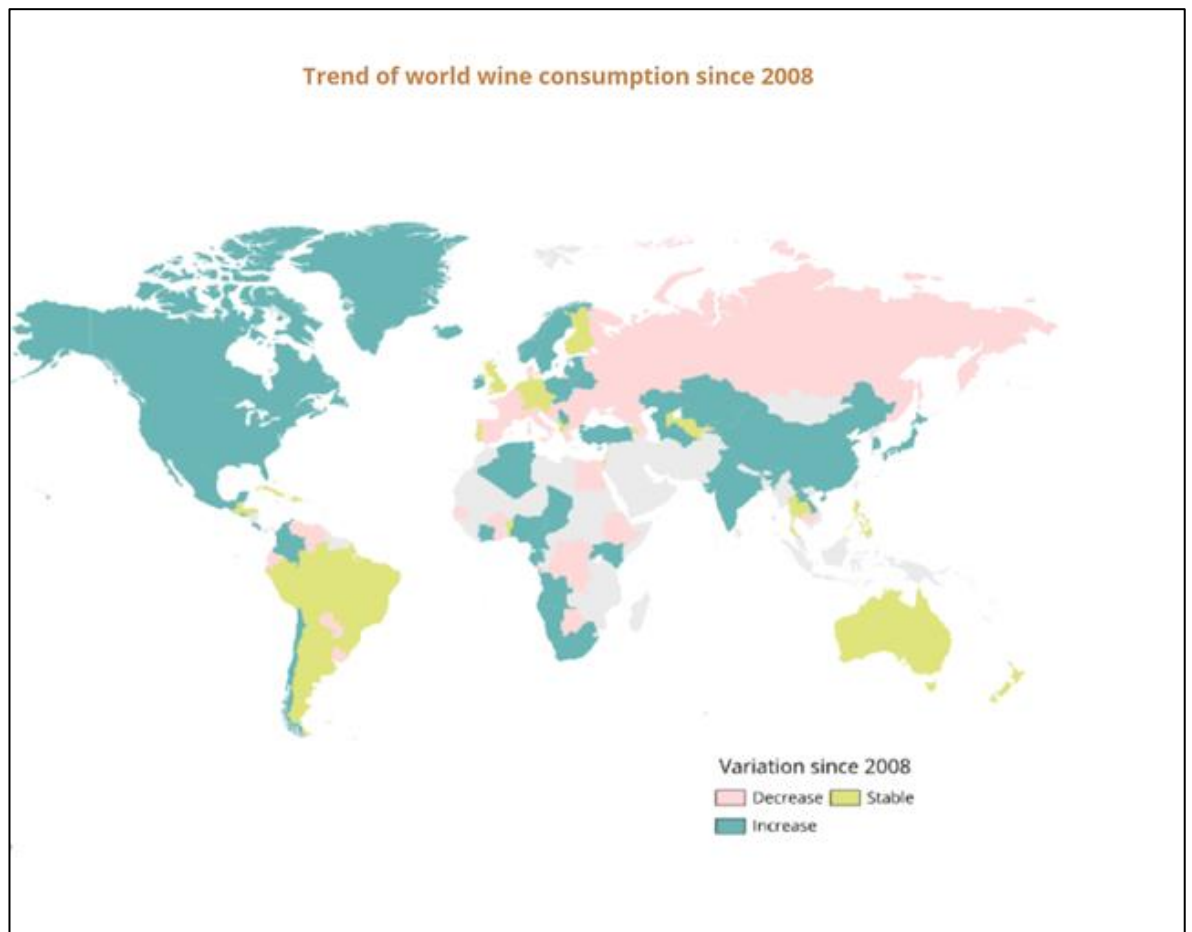 Trend of world wine consumption since 2008
Variation since 2008
Decrease Stable
Increase